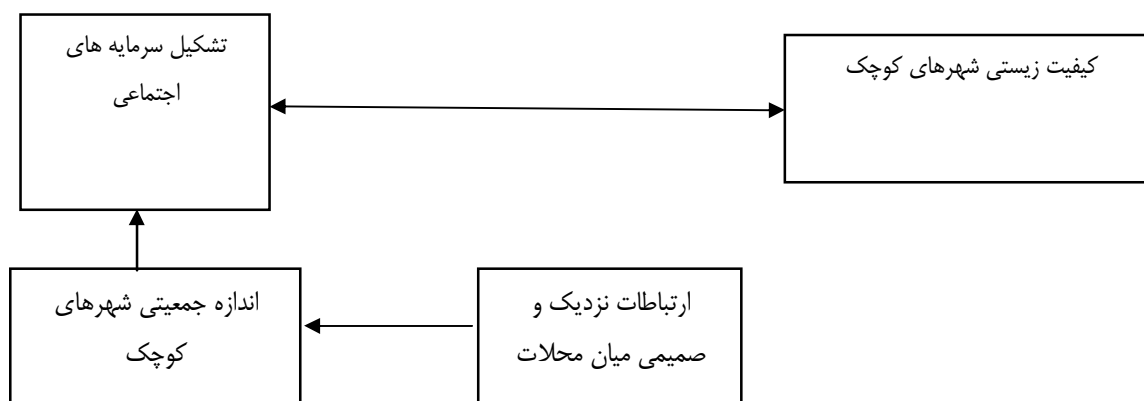 تشکیل سرمایه های
اجتماعی
کیفیت زیستی شهرهای کوچک
اندازه جمعیتی شهرهای
کوچک
ارتباطات نزدیک و
صمیمی میان محلات